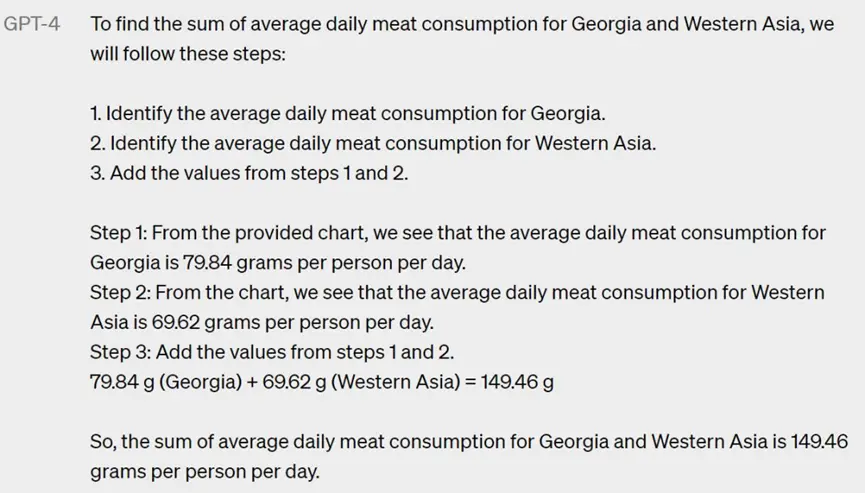 GPT-4 To find the sum of average daily meat consumption for Georgia and Western Asia, we
will follow these steps:
1. Identify the average daily meat consumption for Georgia.
2. Identify the average daily meat consumption for Western Asia.
3. Add the values from steps 1 and 2.
Step 1: From the provided chart, we see that the average daily meat consumption for
Georgia is 79.84 grams per person per day.
Step 2: From the chart, we see that the average daily meat consumption for Western
Asia is 69.62 grams per person per day.
Step 3: Add the values from steps 1 and 2.
79.84 g (Georgia) + 69.62 g (Western Asia) = 149.46 g
So, the sum of average daily meat consumption for Georgia and Western Asia is 149.46
grams per person per day.